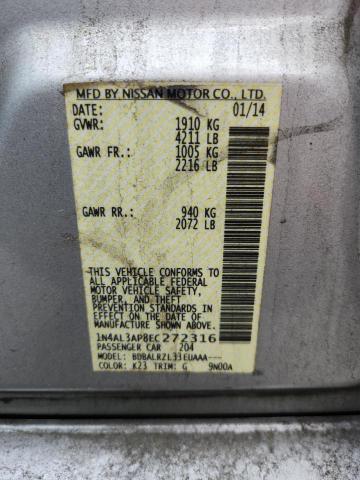 MFD BY NISSAN MOTOR CO., LTD.
DATE: 01/14
GVWR: 1910 KG
4211 LB
GAWR FR.: 1005 KG
2216 LB
GAWR RR.: 940 KG
2072 LB
THIS VEHICLE CONFORMS TO
ALL APPLICABLE FEDERAL
MOTOR VEHICLE SAFETY,
BUMPER, AND THEFT
PREVENTION STANDARDS
IN EFFECT ON THE DATE OF
MANUFACTURE SHOWN ABOVE.
1N4AL3AP8EC272316
PASSENGER CAR 204
MODEL: BDBALRZL33EUAAA---
COLOR: K23 TRIM: G 9N00A